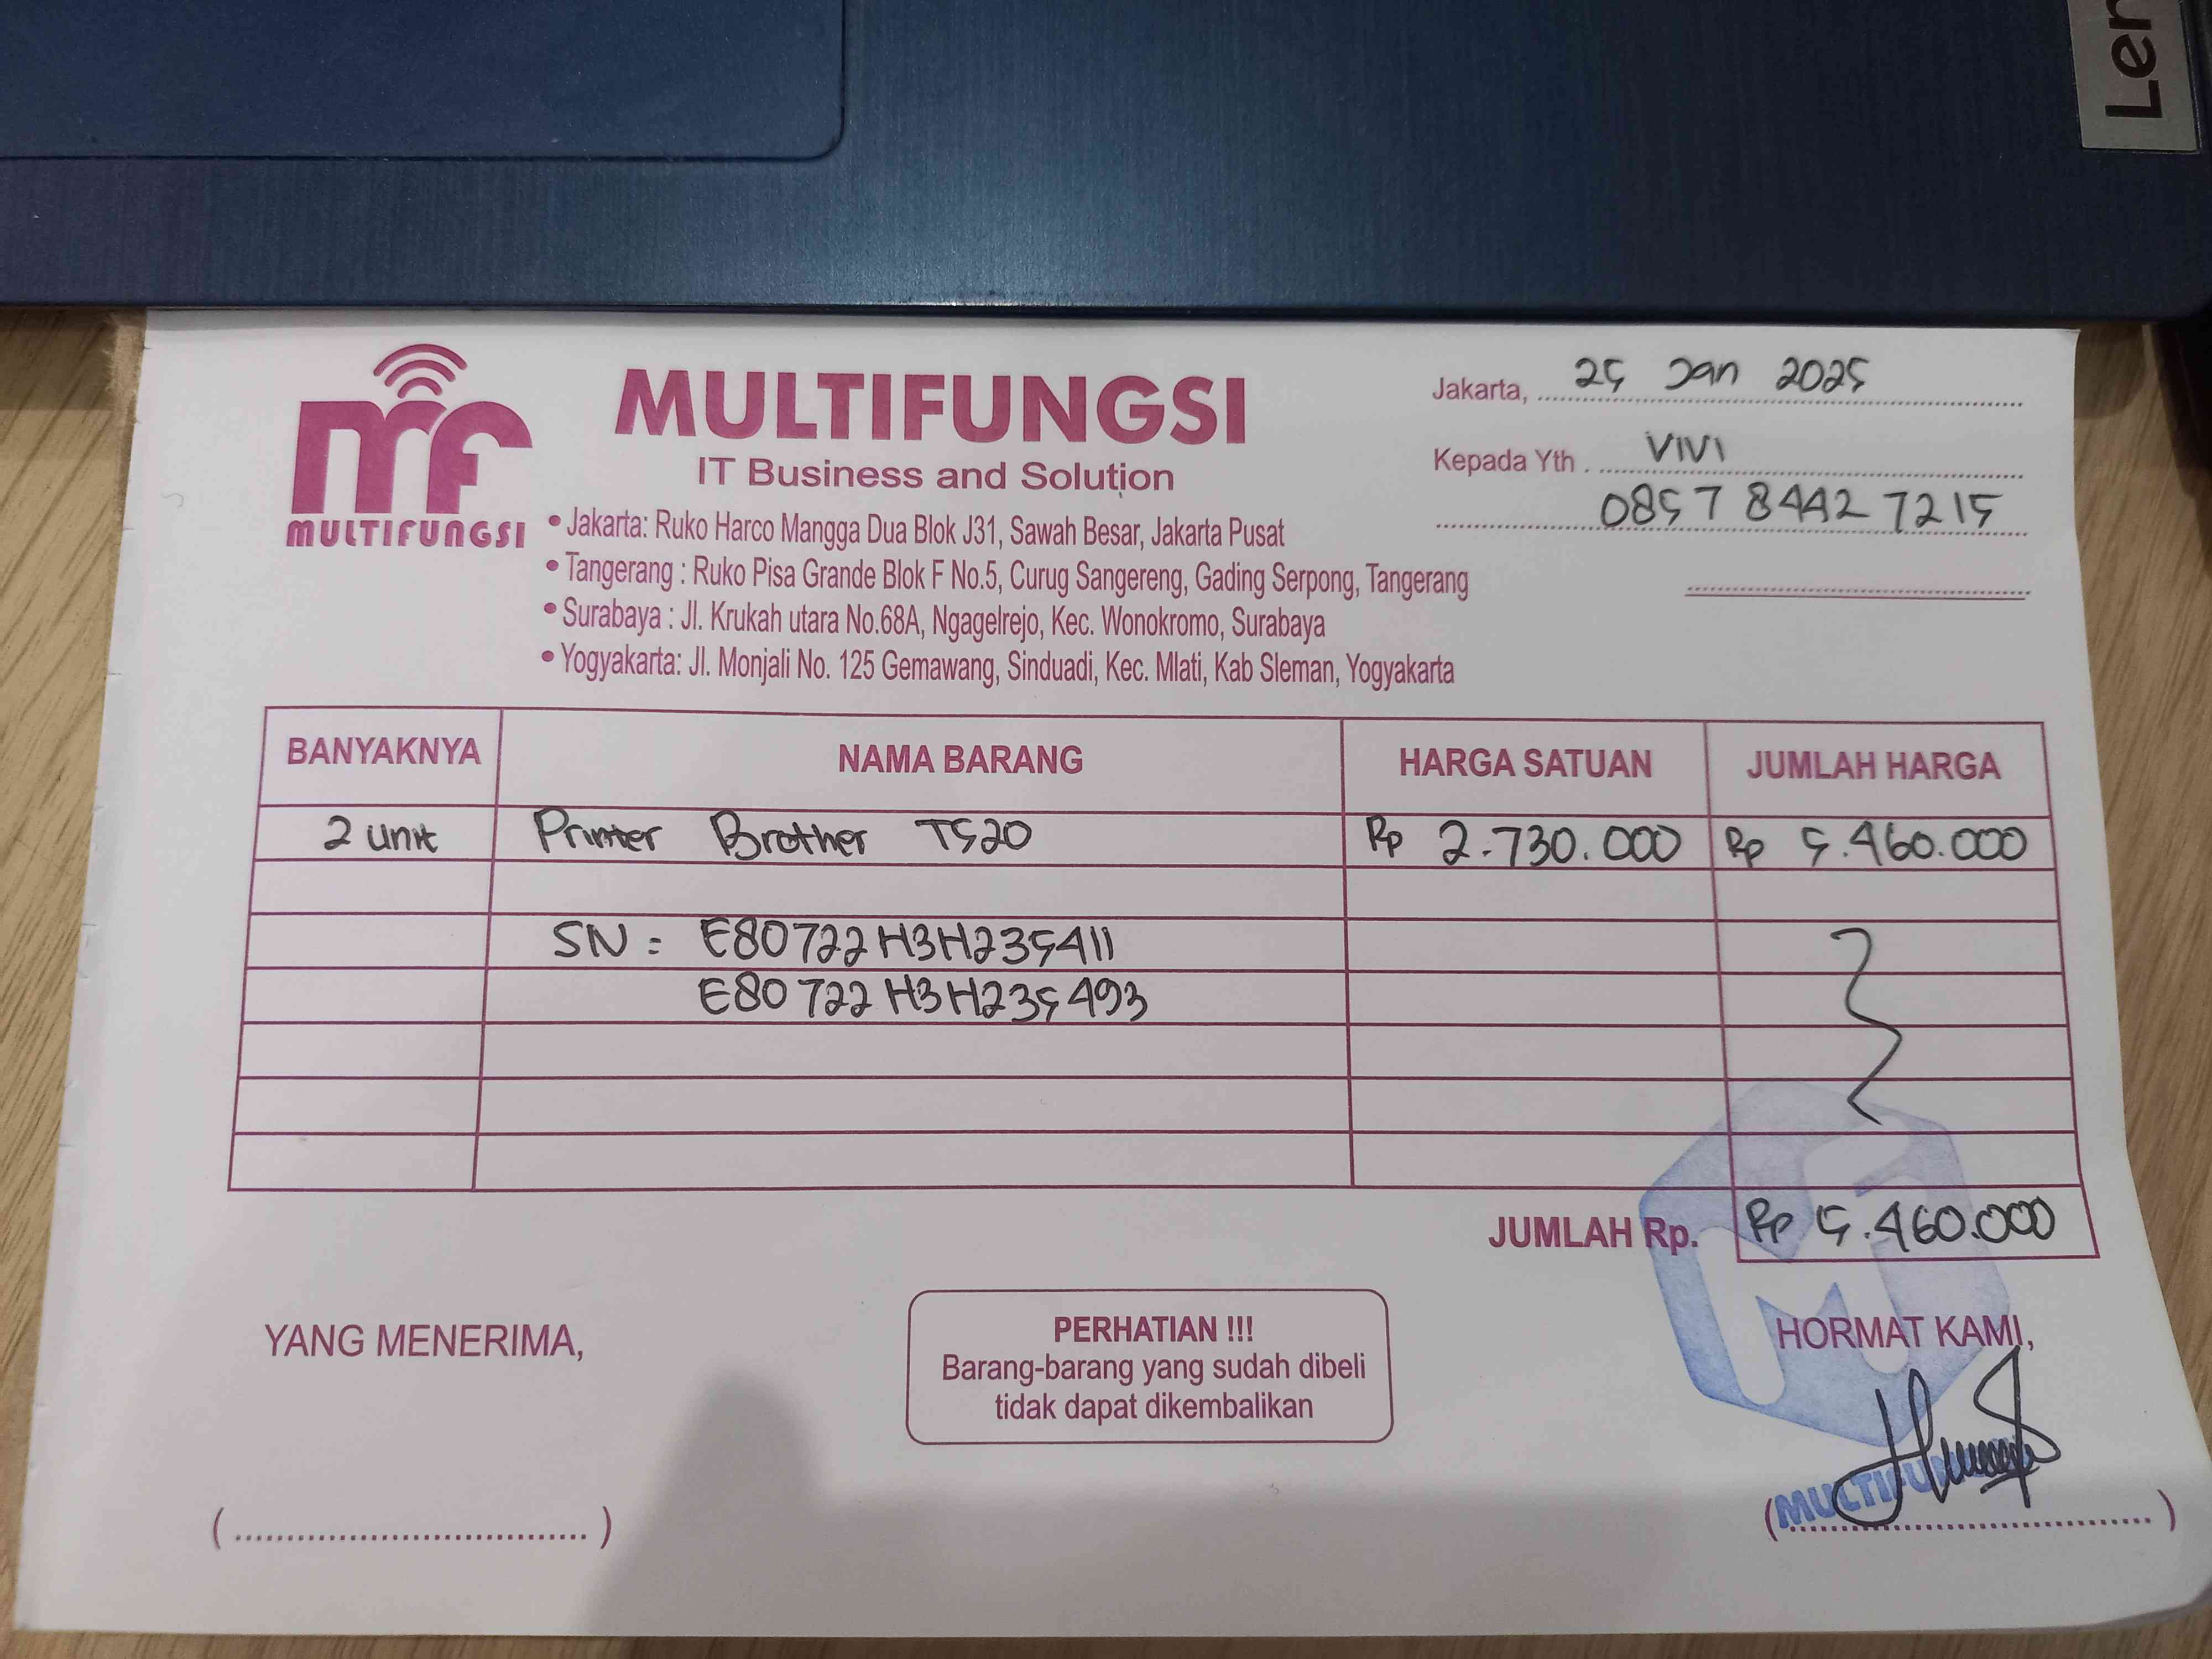 Len
MULTIFUNGSI
MULTIFUNGSI
IT Business and Solution
• Jakarta: Ruko Harco Mangga Dua Blok J31, Sawah Besar, Jakarta Pusat
• Tangerang : Ruko Pisa Grande Blok F No.5, Curug Sangereng, Gading Serpong, Tangerang
• Surabaya : Jl. Krukah utara No.68A, Ngagelrejo, Kec. Wonokromo, Surabaya
• Yogyakarta: Jl. Monjali No. 125 Gemawang, Sinduadi, Kec. Mlati, Kab Sleman, Yogyakarta
Jakarta, 25 Jan 2025
Kepada Yth . VIVI
0857 8442 7215
BANYAKNYA NAMA BARANG HARGA SATUAN JUMLAH HARGA
2 unit Printer Brother T520 Rp 2.730.000 Rp 5.460.000
SN = E80722H3H235411
E80722H3H235493
JUMLAH Rp. Rp 5.460.000
YANG MENERIMA,
PERHATIAN !!!
Barang-barang yang sudah dibeli
tidak dapat dikembalikan
HORMAT KAMI,